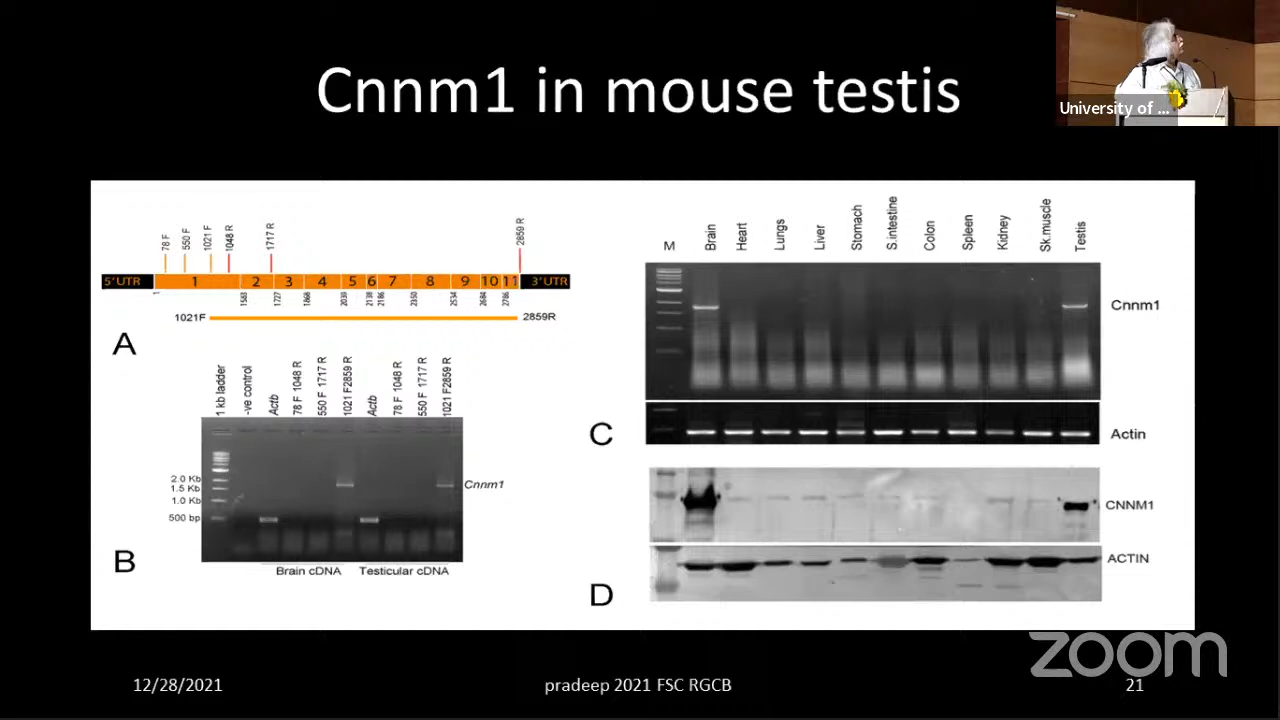 Cnnm1 in mouse testis
University of ...
78 F
550 F
1021 F
1048 R
1717 R
2859 R
5'UTR 1 2 3 4 5 6 7 8 9 10 11 3'UTR
1 1583 1727 1868 2039 2138 2186 2350 2534 2684 2786
1021F 2859R
A
1 kb ladder
-ve control
Actb
78 F 1048 R
550 F 1717 R
1021 F2859 R
Actb
78 F 1048 R
550 F 1717 R
1021 F2859 R
2.0 Kb
1.5 Kb
1.0 Kb
500 bp
Cnnm1
Brain cDNA Testicular cDNA
B
M Brain Heart Lungs Liver Stomach S.intestine Colon Spleen Kidney Sk.muscle Testis
Cnnm1
C
Actin
CNNM1
ACTIN
D
zoom
12/28/2021 pradeep 2021 FSC RGCB 21